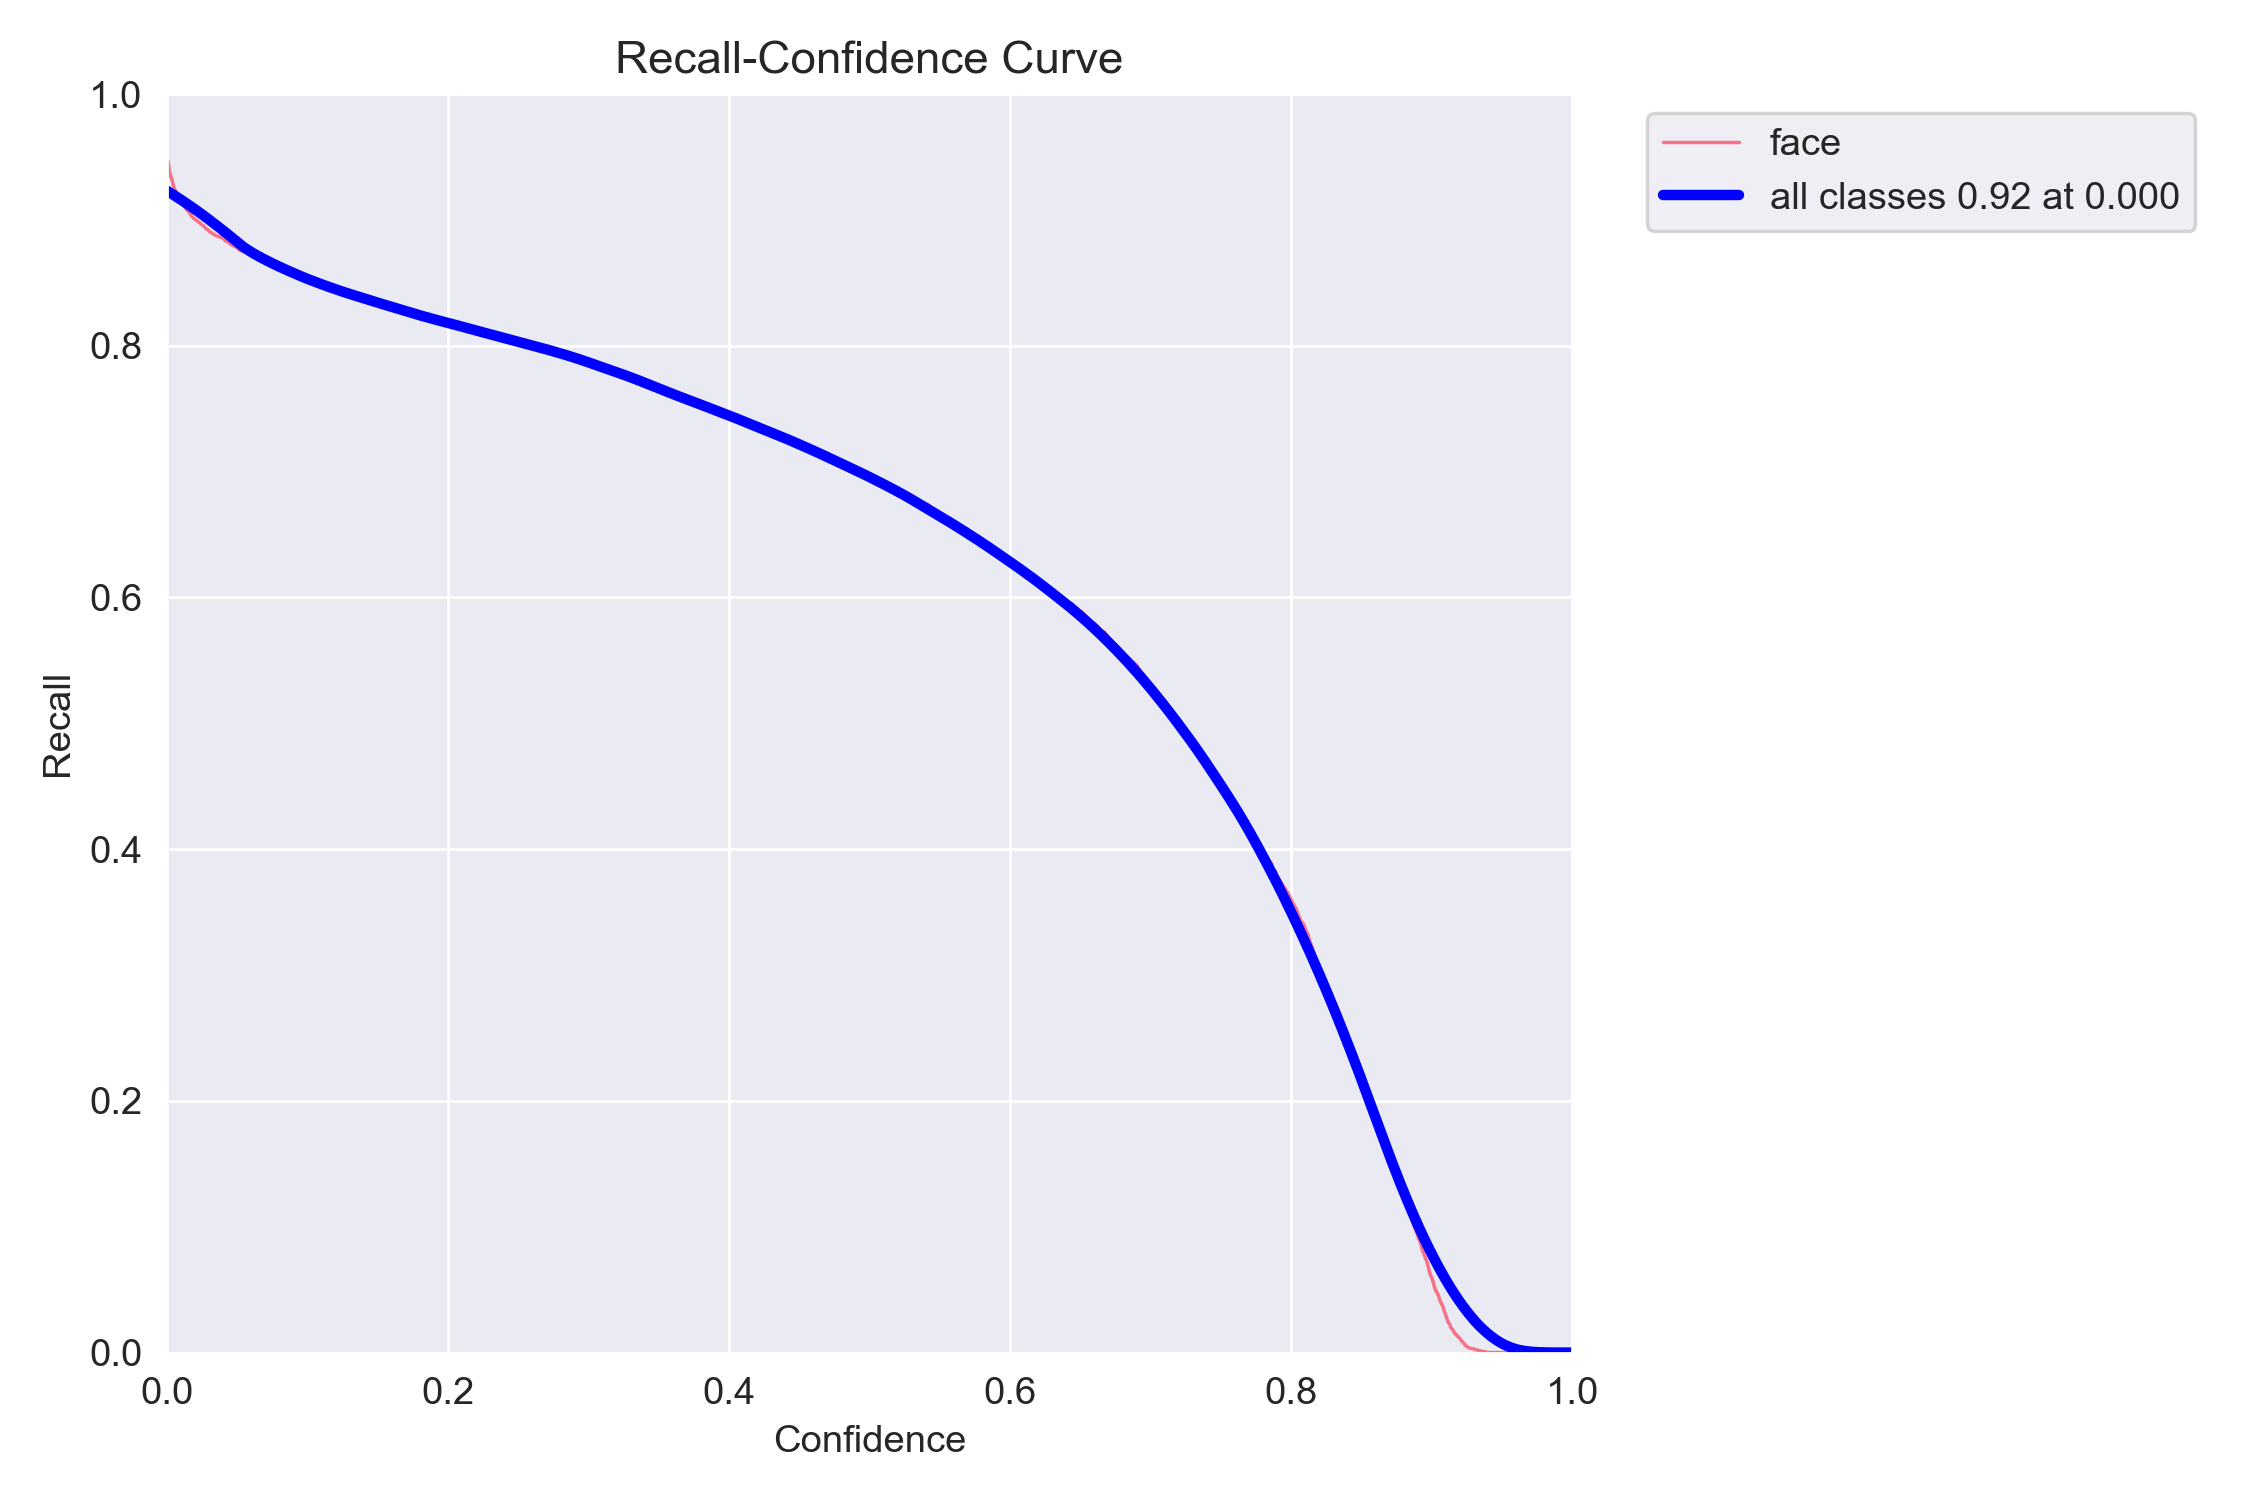 Recall-Confidence Curve
1.0
0.8
0.6
0.4
0.2
0.0
Recall
0.0 0.2 0.4 0.6 0.8 1.0
Confidence
face
all classes 0.92 at 0.000